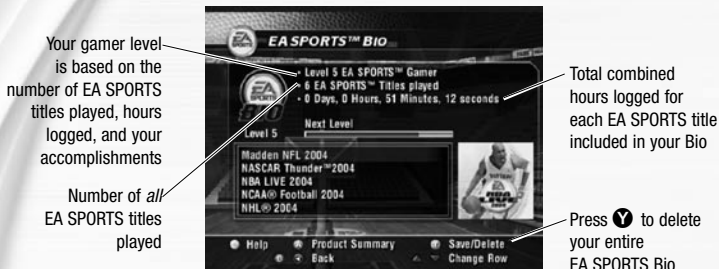 Your gamer level
is based on the
number of EA SPORTS
titles played, hours
logged, and your
accomplishments
Number of all
EA SPORTS titles
played
EA SPORTS™ BIO
• Level 5 EA SPORTS™ Gamer
• 6 EA SPORTS™ Titles played
• 0 Days, 0 Hours, 51 Minutes, 12 seconds
Next Level
Level 5
Madden NFL 2004
NASCAR Thunder™2004
NBA LIVE 2004
NCAA® Football 2004
NHL® 2004
Help
Product Summary
Save/Delete
Back
Change Row
Total combined
hours logged for
each EA SPORTS title
included in your Bio
Press Y to delete
your entire
EA SPORTS Bio